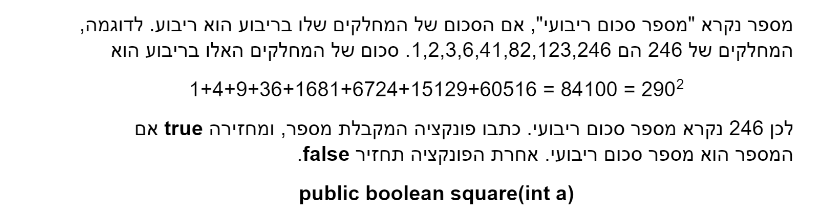 מספר נקרא "מספר סכום ריבועי", אם הסכום של המחלקים שלו בריבוע הוא ריבוע. לדוגמה,
המחלקים של 246 הם 1,2,3,6,41,82,123,246. סכום של המחלקים האלו בריבוע הוא
1+4+9+36+1681+6724+15129+60516 = 84100 = 290²
לכן 246 נקרא מספר סכום ריבועי. כתבו פונקציה המקבלת מספר, ומחזירה true אם
המספר הוא מספר סכום ריבועי. אחרת הפונקציה תחזיר false.
public boolean square(int a)